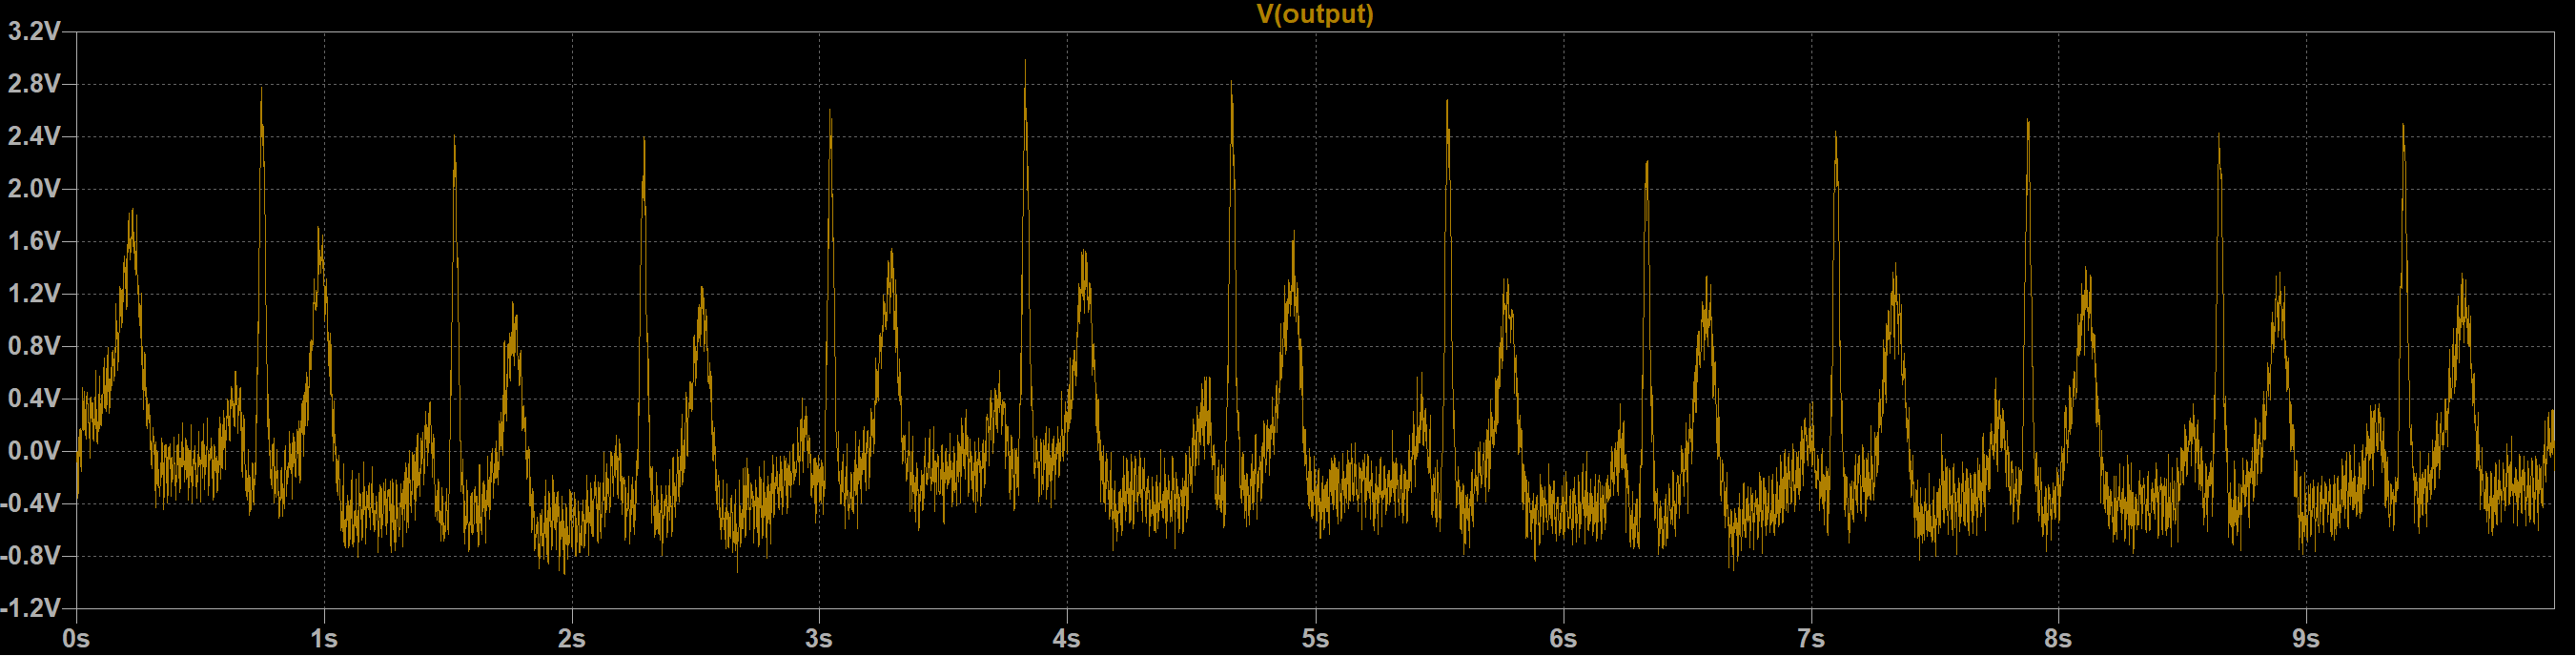 V(output)
3.2V
2.8V
2.4V
2.0V
1.6V
1.2V
0.8V
0.4V
0.0V
-0.4V
-0.8V
-1.2V
0s 1s 2s 3s 4s 5s 6s 7s 8s 9s